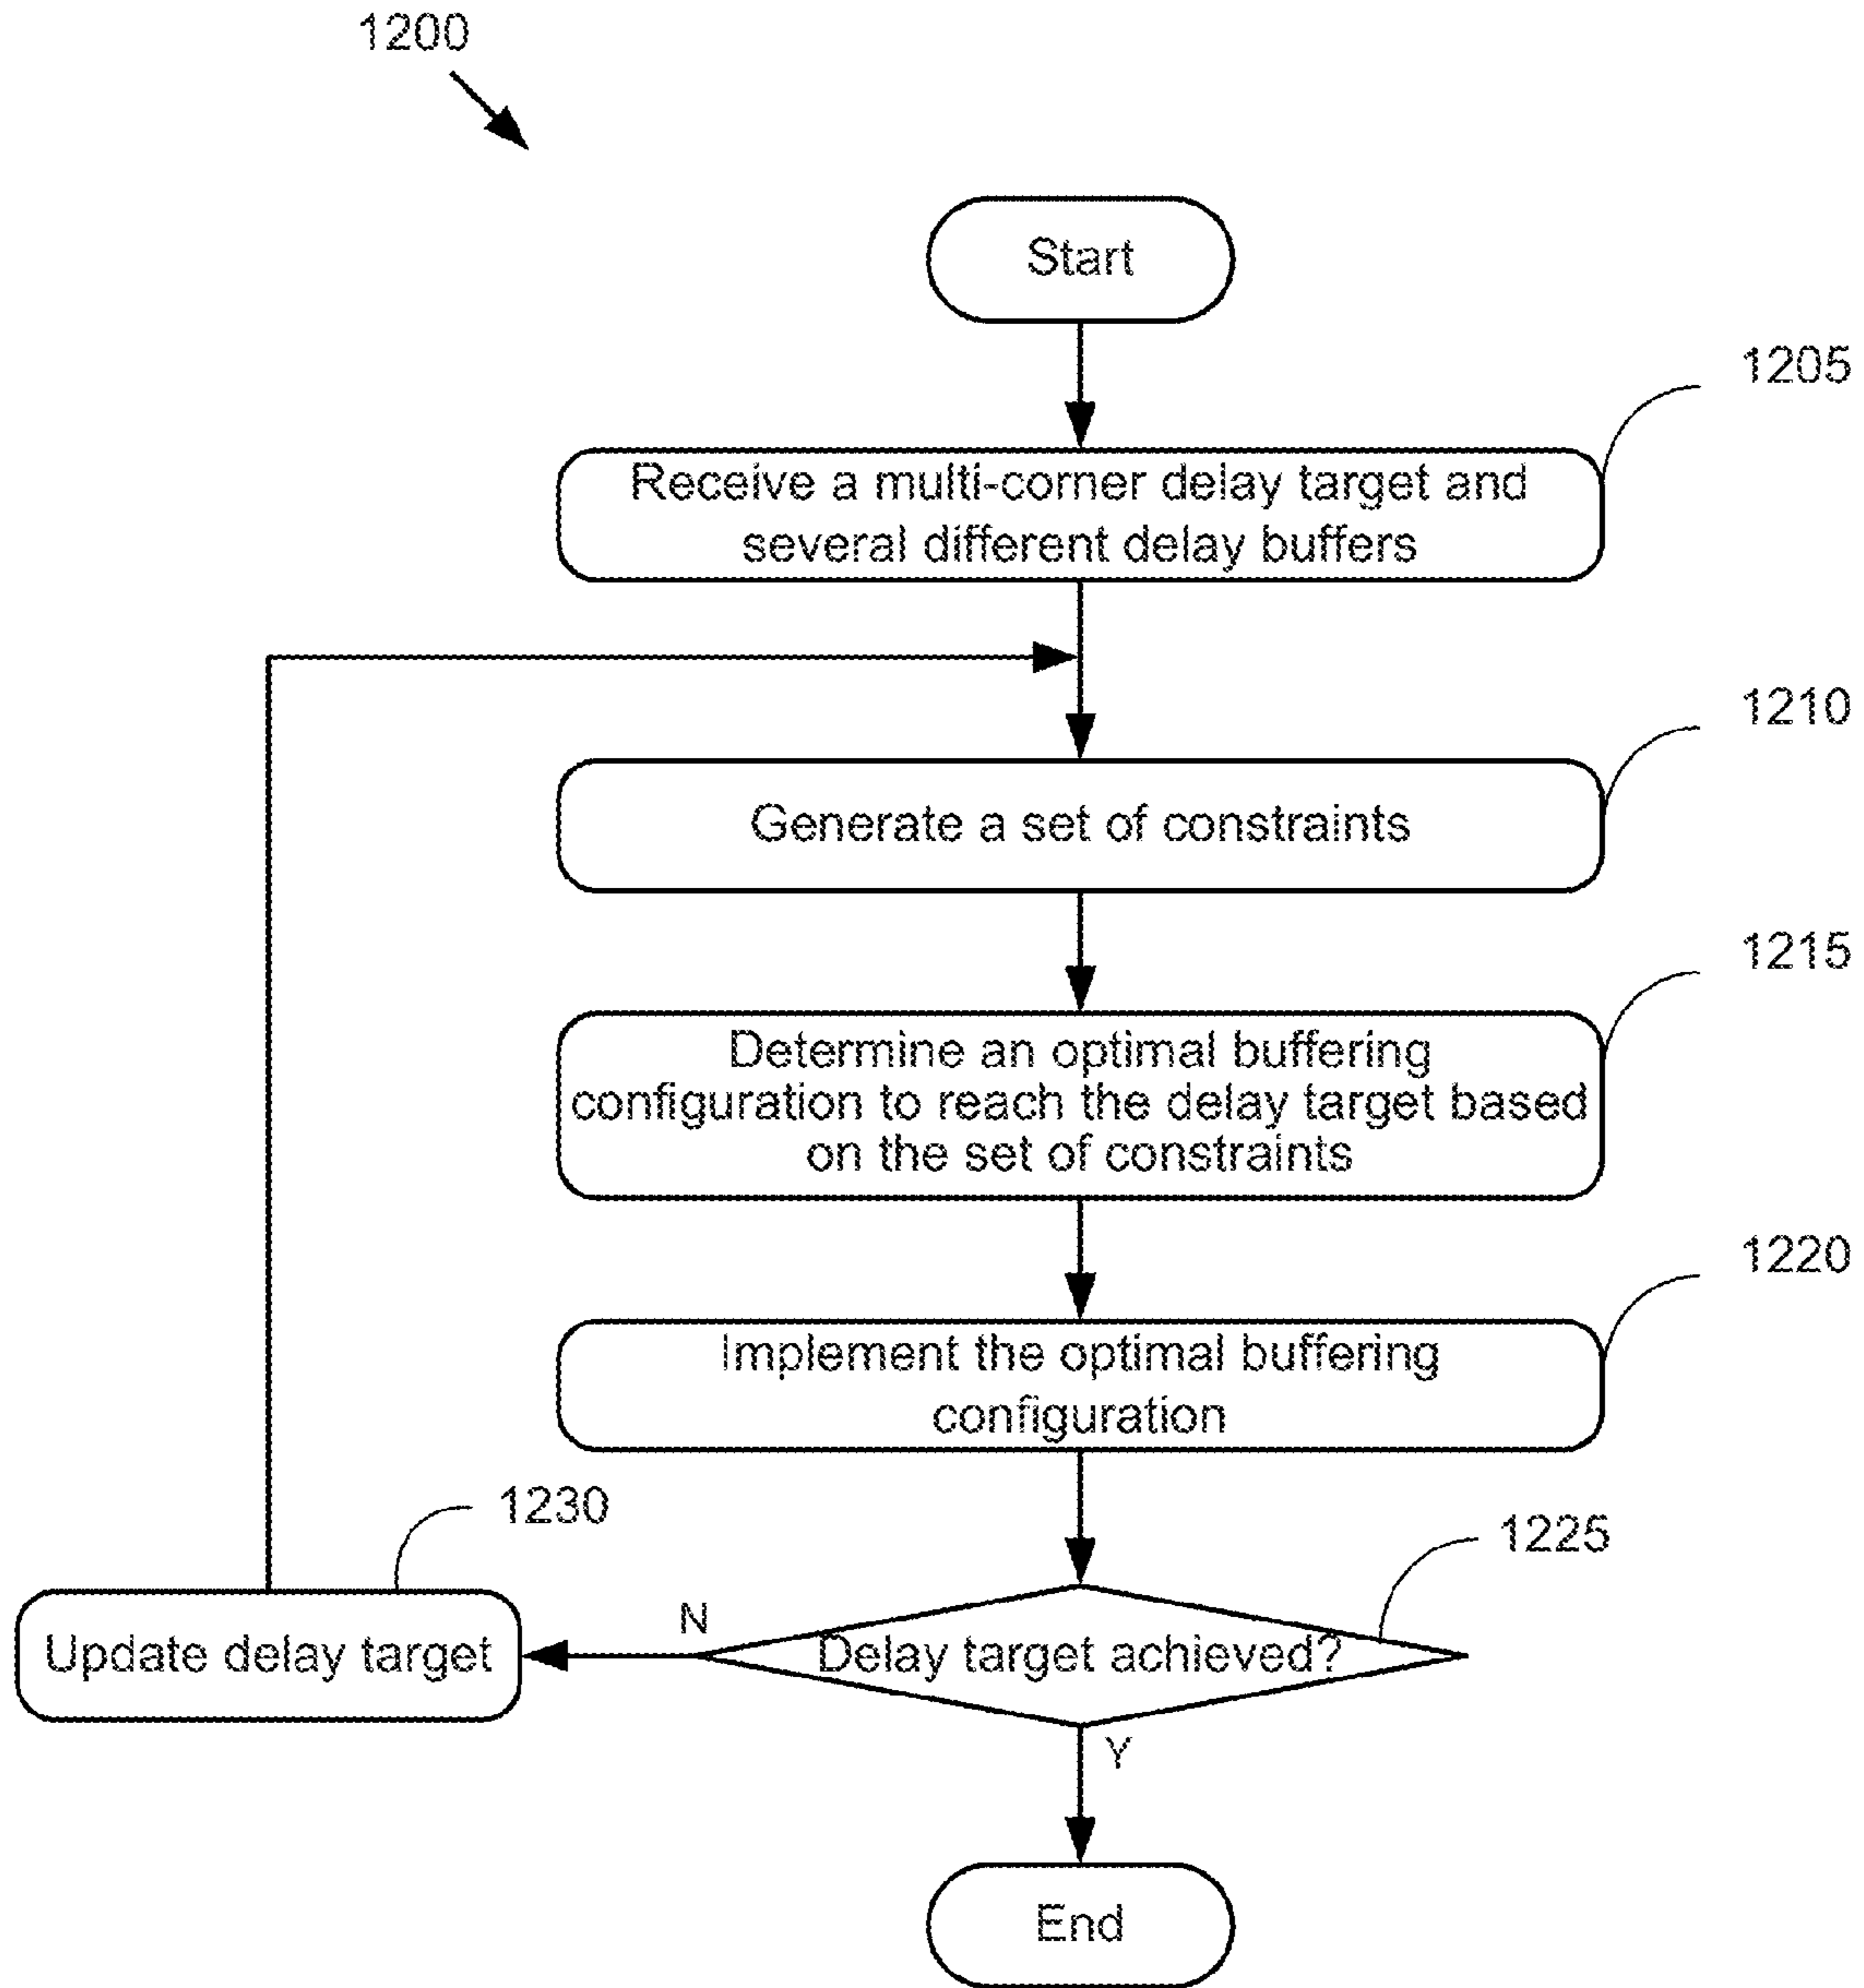 1200
Start
1205
Receive a multi-corner delay target and
several different delay buffers
1210
Generate a set of constraints
1215
Determine an optimal buffering
configuration to reach the delay target based
on the set of constraints
1220
Implement the optimal buffering
configuration
1230
1225
Update delay target
N
Delay target achieved?
Y
End